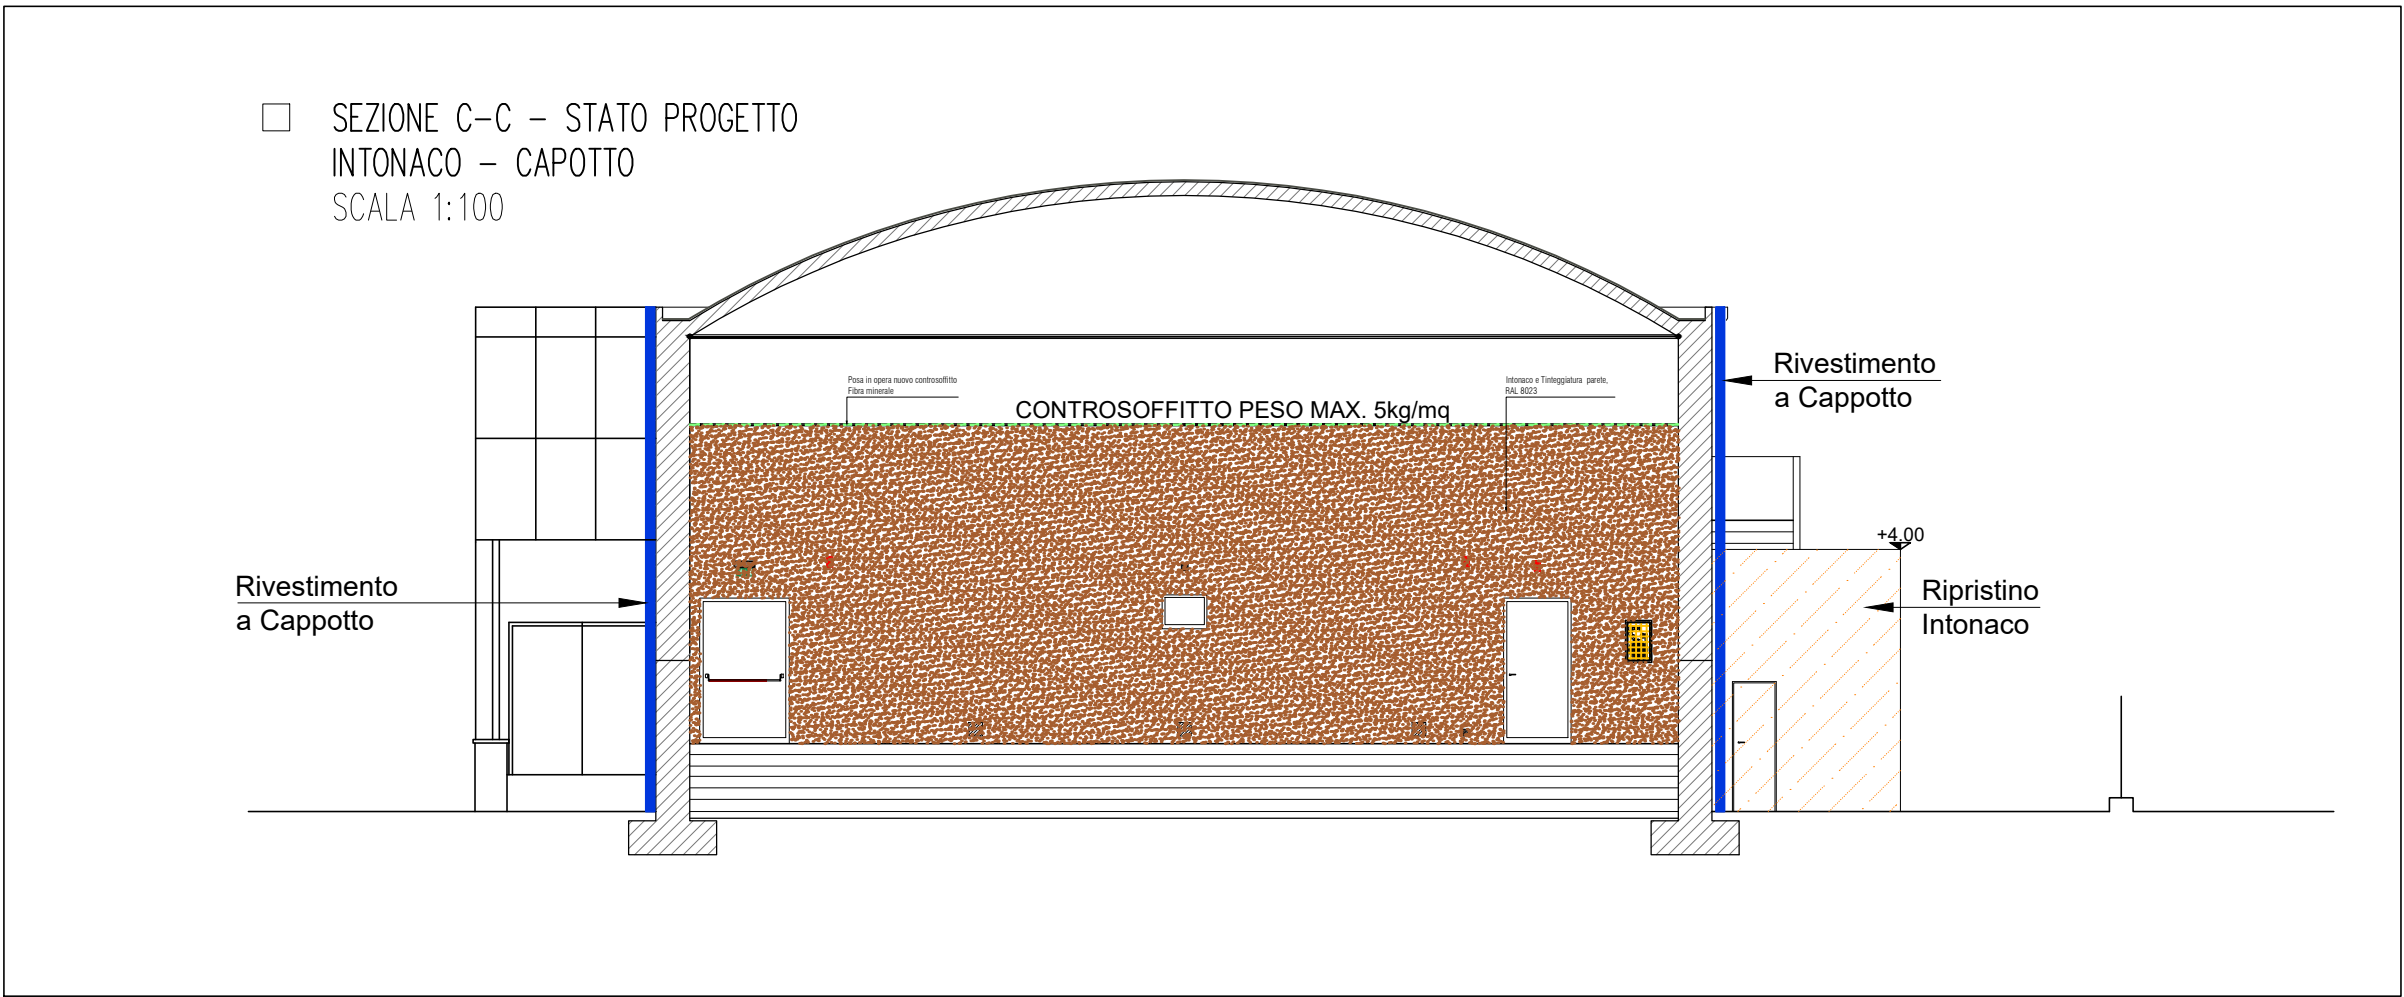 SEZIONE C-C - STATO PROGETTO
INTONACO - CAPOTTO
SCALA 1:100
Rivestimento
a Cappotto
Posa in opera nuovo controsoffitto
Fibra minerale
Intonaco e Tinteggiatura parete,
RAL 8023
CONTROSOFFITTO PESO MAX. 5kg/mq
+4.00
Rivestimento
a Cappotto
Ripristino
Intonaco